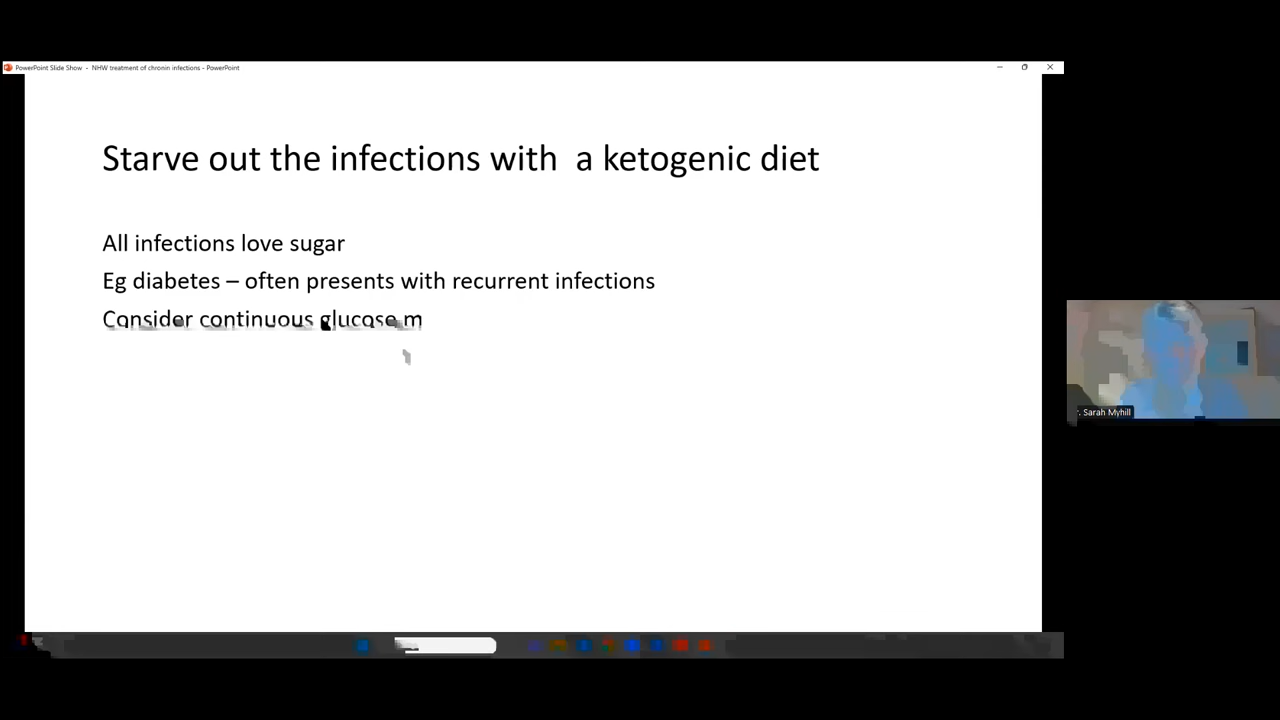 PowerPoint Slide Show - NHW treatment of chronin infections - PowerPoint
Starve out the infections with a ketogenic diet
All infections love sugar
Eg diabetes – often presents with recurrent infections
Consider continuous glucose m
r. Sarah Myhill